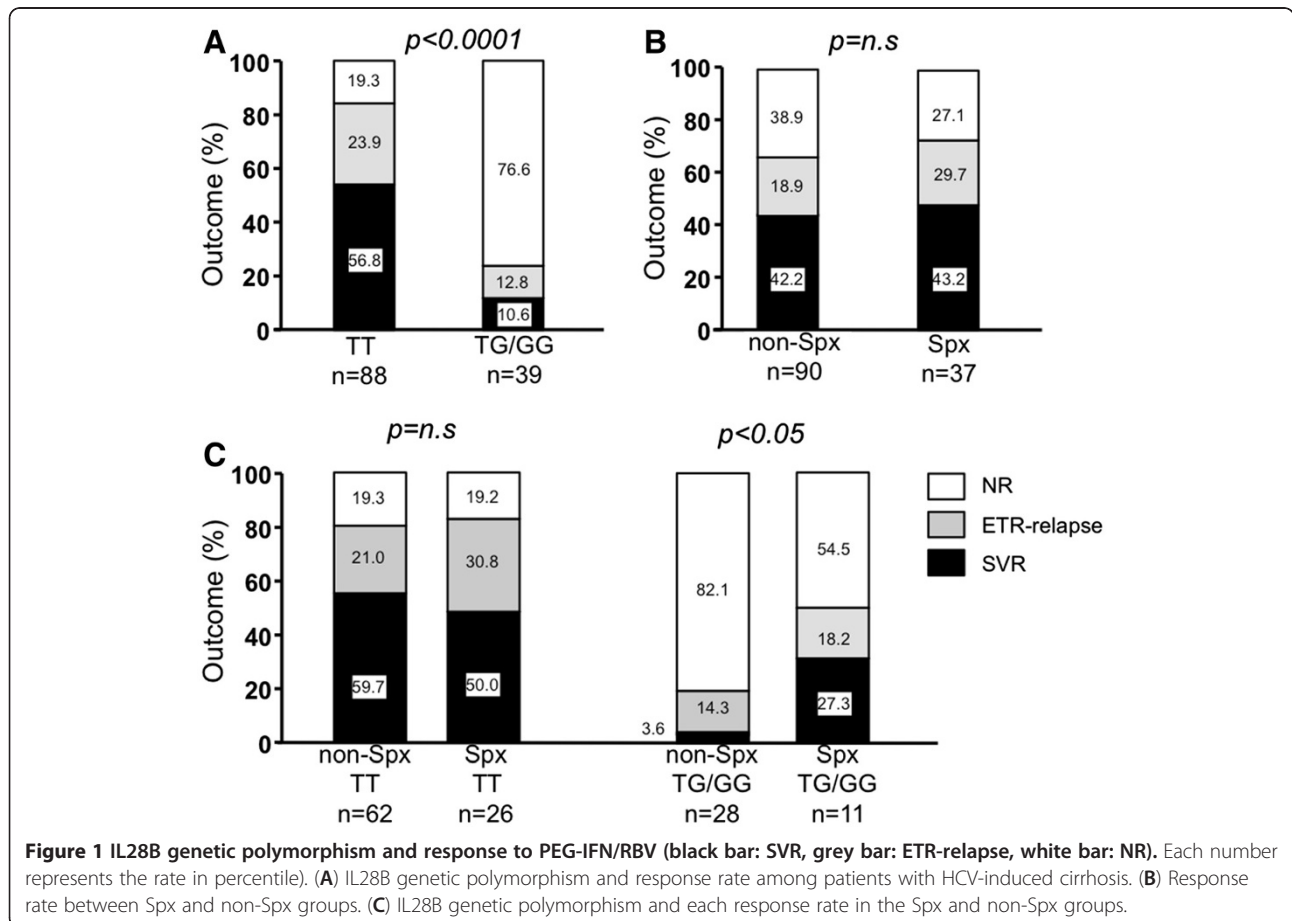 A
p<0.0001
Outcome (%)
100
80
60
40
20
0
19.3
23.9
56.8
76.6
12.8
10.6
TT
n=88
TG/GG
n=39
B
p=n.s
Outcome (%)
100
80
60
40
20
0
38.9
18.9
42.2
27.1
29.7
43.2
non-Spx
n=90
Spx
n=37
C
p=n.s
p<0.05
Outcome (%)
100
80
60
40
20
0
19.3
21.0
59.7
19.2
30.8
50.0
82.1
14.3
3.6
54.5
18.2
27.3
non-Spx
TT
n=62
Spx
TT
n=26
non-Spx
TG/GG
n=28
Spx
TG/GG
n=11
NR
ETR-relapse
SVR
Figure 1 IL28B genetic polymorphism and response to PEG-IFN/RBV (black bar: SVR, grey bar: ETR-relapse, white bar: NR). Each number
represents the rate in percentile). (A) IL28B genetic polymorphism and response rate among patients with HCV-induced cirrhosis. (B) Response
rate between Spx and non-Spx groups. (C) IL28B genetic polymorphism and each response rate in the Spx and non-Spx groups.